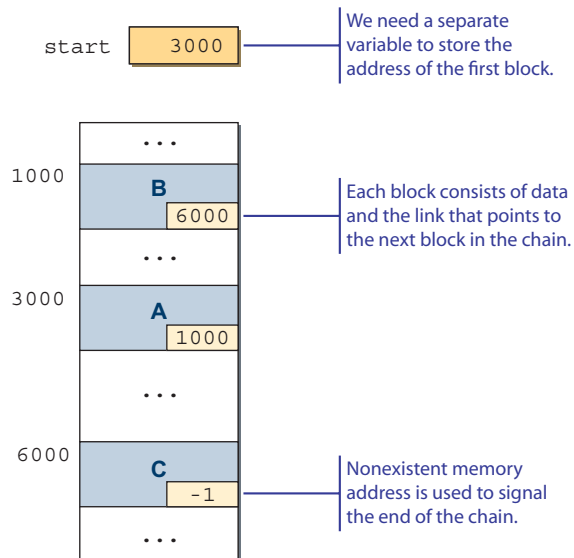 start 3000
We need a separate
variable to store the
address of the first block.
...
1000
B
6000
Each block consists of data
and the link that points to
the next block in the chain.
...
3000
A
1000
...
6000
C
-1
Nonexistent memory
address is used to signal
the end of the chain.
...